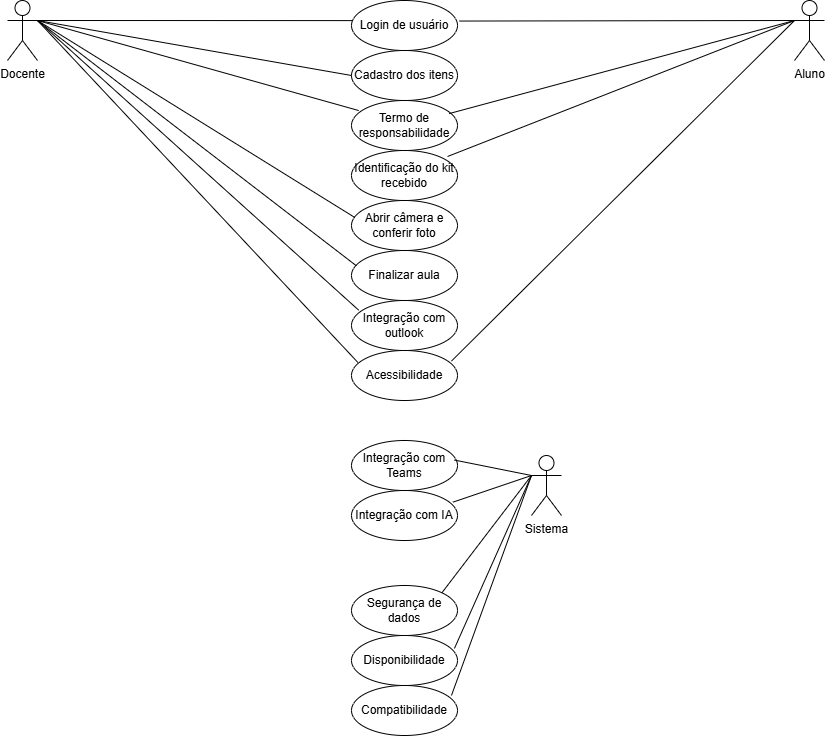 Login de usuário
Docente
Aluno
Cadastro dos itens
Termo de
responsabilidade
Identificação do kit
recebido
Abrir câmera e
conferir foto
Finalizar aula
Integração com
outlook
Acessibilidade
Integração com
Teams
Integração com IA
Sistema
Segurança de
dados
Disponibilidade
Compatibilidade